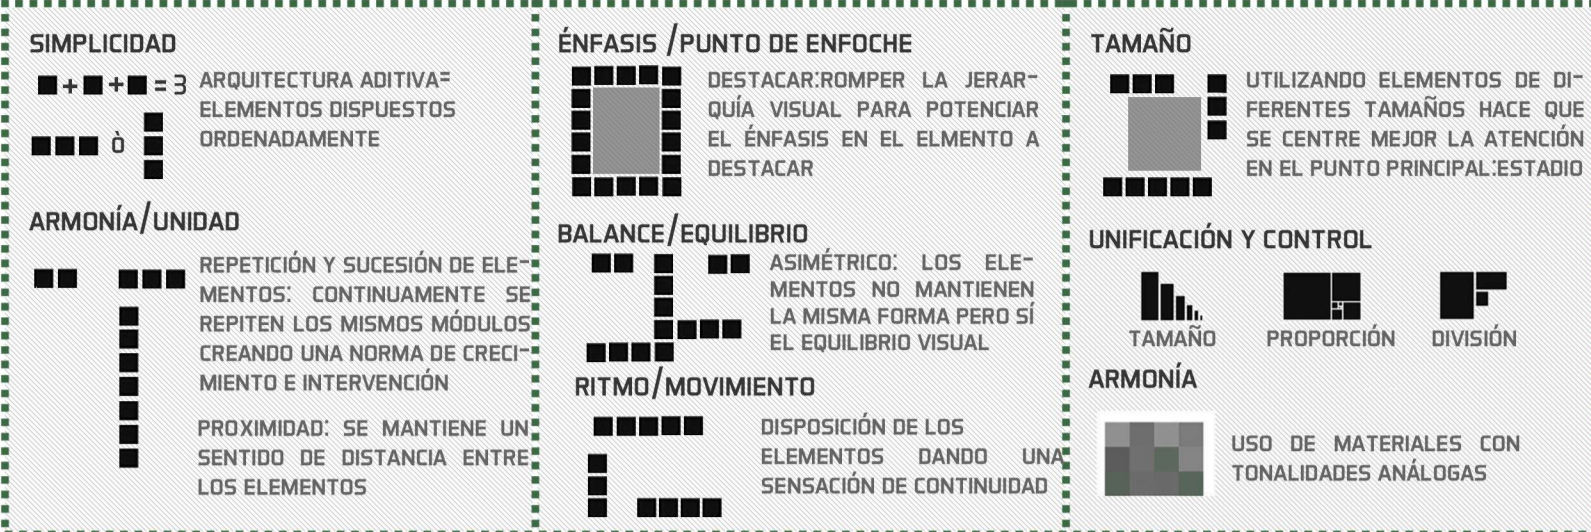 SIMPLICIDAD
■+■+■=3
ARQUITECTURA ADITIVA=
ELEMENTOS DISPUESTOS
ORDENADAMENTE
ò
ARMONÍA/UNIDAD
REPETICIÓN Y SUCESIÓN DE ELE-
MENTOS: CONTINUAMENTE SE
REPITEN LOS MISMOS MÓDULOS
CREANDO UNA NORMA DE CRECI-
MIENTO E INTERVENCIÓN
PROXIMIDAD: SE MANTIENE UN
SENTIDO DE DISTANCIA ENTRE
LOS ELEMENTOS
ÉNFASIS /PUNTO DE ENFOCHE
DESTACAR:ROMPER LA JERAR-
QUÍA VISUAL PARA POTENCIAR
EL ÉNFASIS EN EL ELMENTO A
DESTACAR
BALANCE/EQUILIBRIO
ASIMÉTRICO: LOS ELE-
MENTOS NO MANTIENEN
LA MISMA FORMA PERO SÍ
EL EQUILIBRIO VISUAL
RITMO/MOVIMIENTO
DISPOSICIÓN DE LOS
ELEMENTOS DANDO UNA
SENSACIÓN DE CONTINUIDAD
TAMAÑO
UTILIZANDO ELEMENTOS DE DI-
FERENTES TAMAÑOS HACE QUE
SE CENTRE MEJOR LA ATENCIÓN
EN EL PUNTO PRINCIPAL:ESTADIO
UNIFICACIÓN Y CONTROL
TAMAÑO PROPORCIÓN DIVISIÓN
ARMONÍA
USO DE MATERIALES CON
TONALIDADES ANÁLOGAS